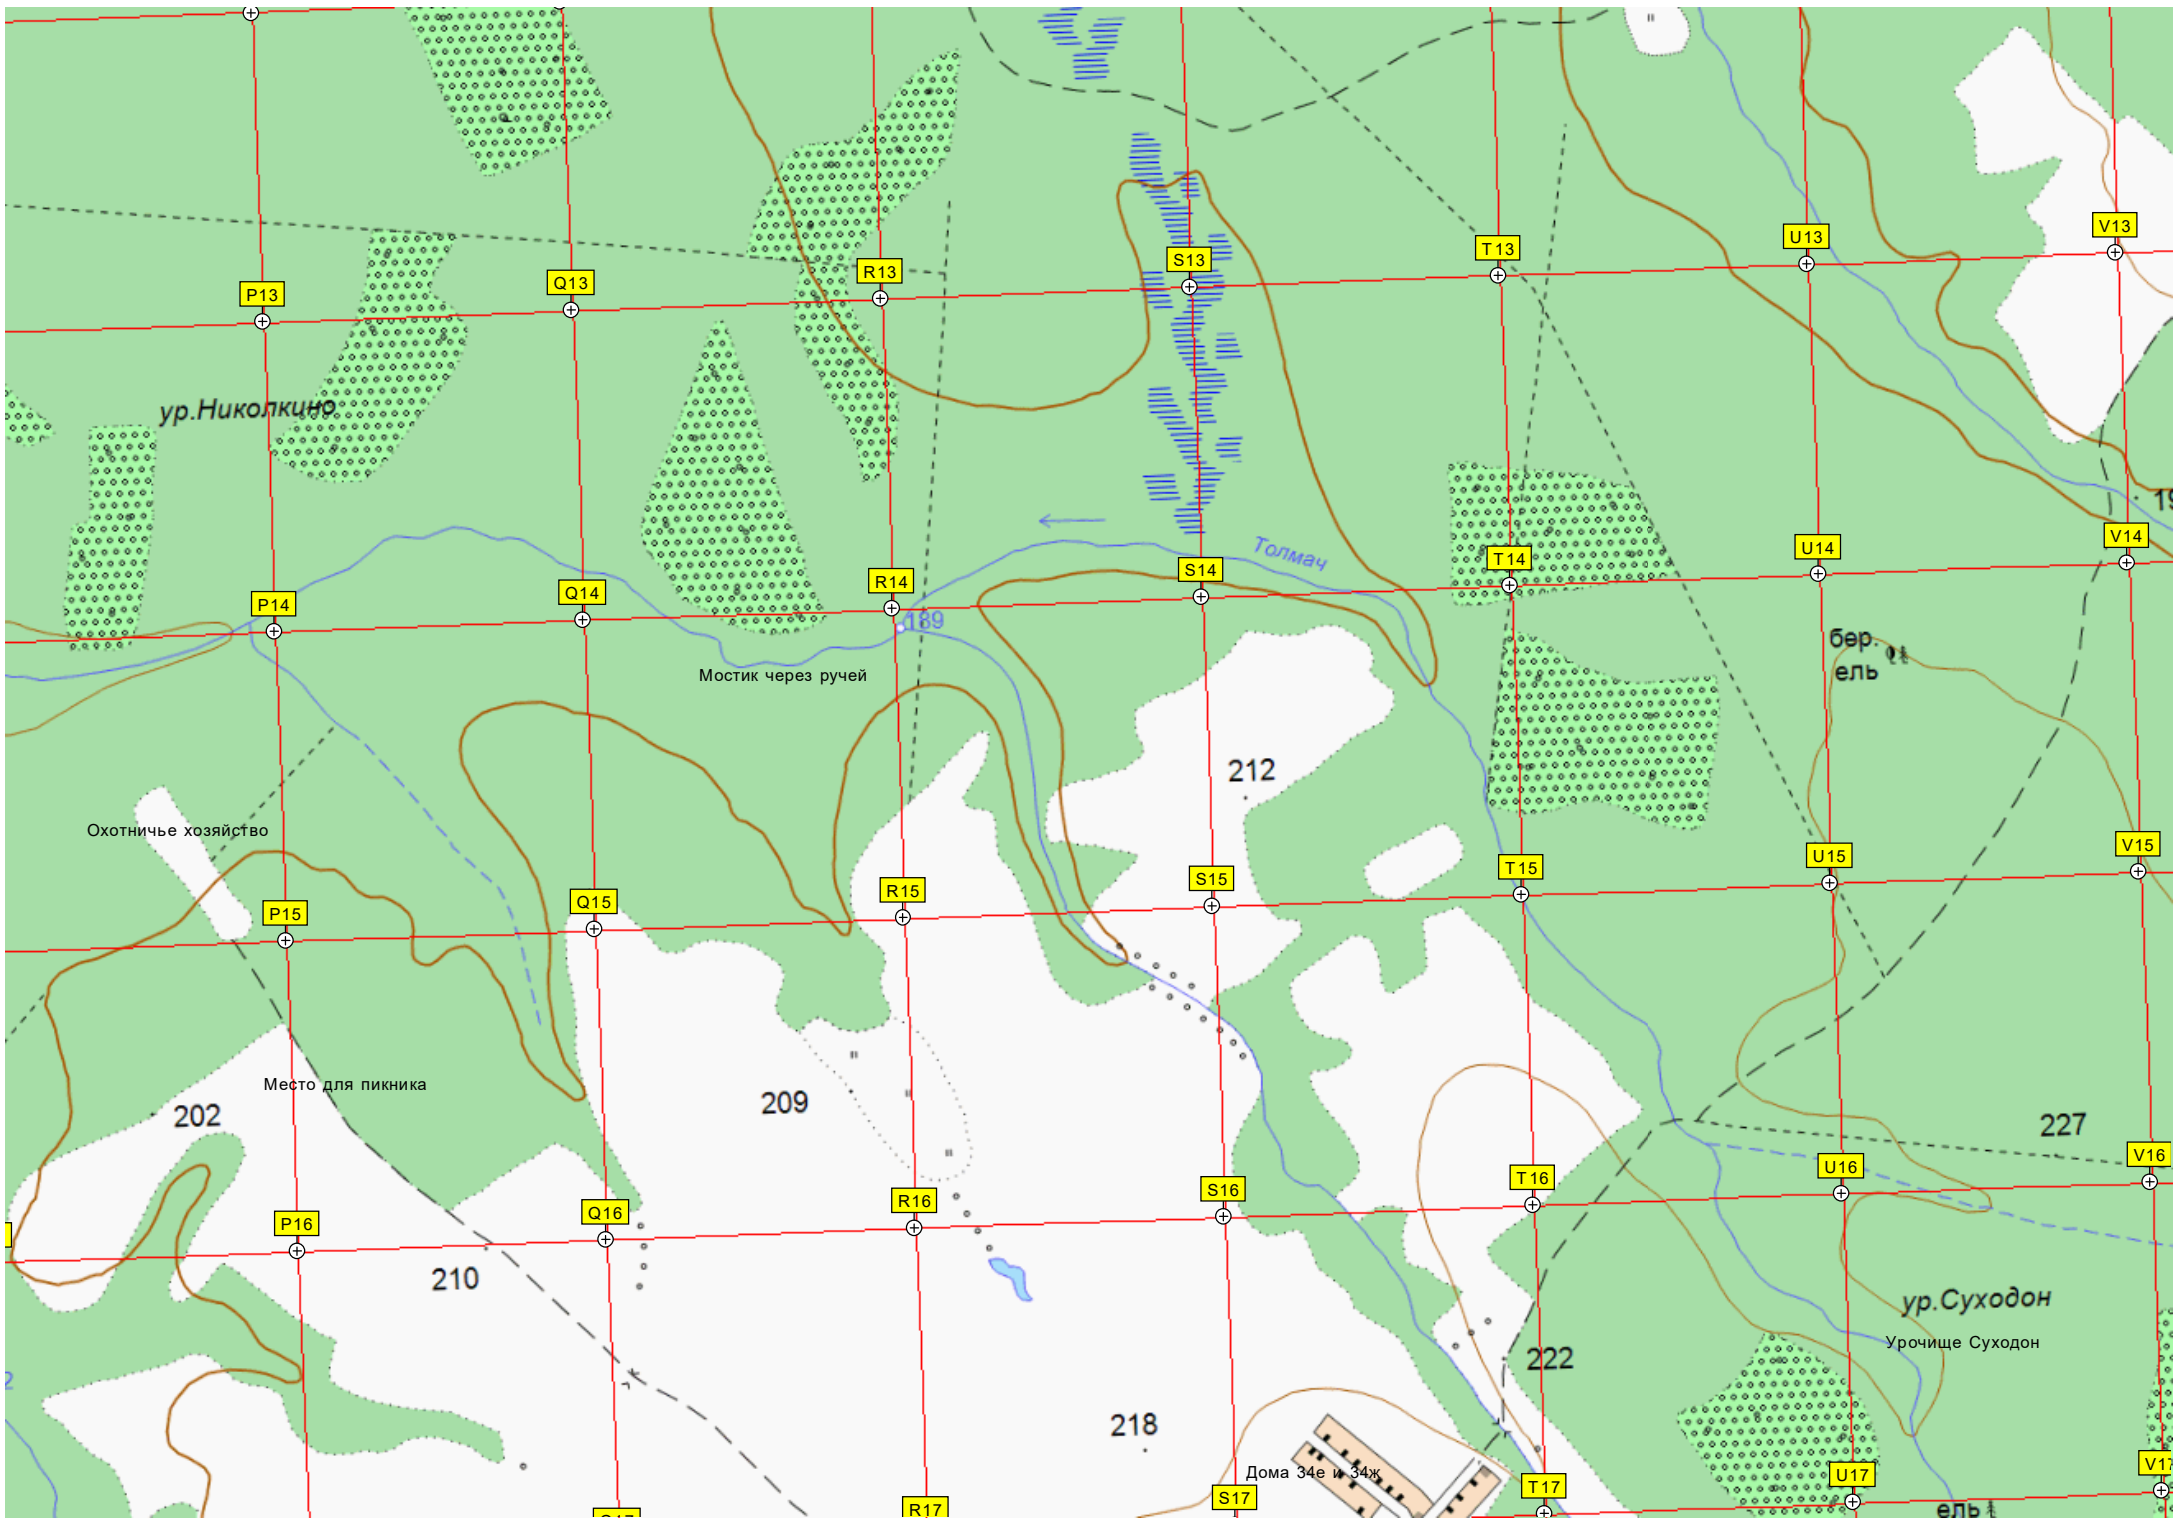 V13
U13
T13
S13
R13
Q13
P13
ур.Николкино
V14
U14
Толмач
T14
S14
R14
Q14
P14
189
бер.
ель
Мостик через ручей
212
Охотничье хозяйство
V15
U15
T15
S15
R15
Q15
P15
Место для пикника
202
209
227
V16
U16
T16
S16
R16
Q16
P16
210
ур.Суходон
Урочище Суходон
222
218
Дома 34е и 34ж
V17
U17
T17
S17
R17
ель